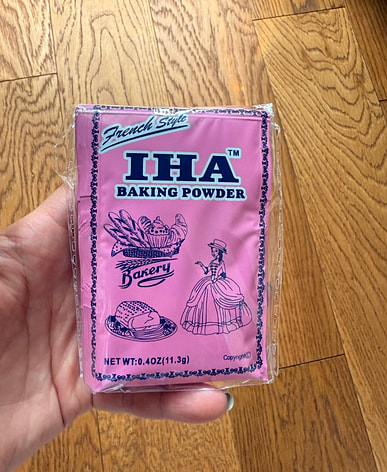 French Style
IHA™
BAKING POWDER
Bakery
NET WT:0.4OZ(11.3g)
Copyright©